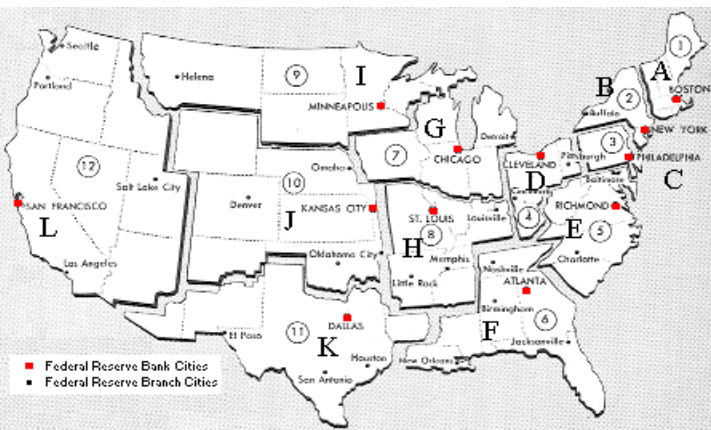 Seattle
Portland
Helena
9
I
MINNEAPOLIS
1
A
BOSTON
B
2
Buffalo
NEW YORK
G
Detroit
3
PHILADELPHIA
7
CHICAGO
CLEVELAND
Pittsburgh
D
C
Baltimore
12
Salt Lake City
SAN FRANCISCO
L
Los Angeles
Omaha
10
Denver
J
KANSAS CITY
Oklahoma City
ST. LOUIS
8
H
Louisville
Little Rock
Memphis
Cincinnati
4
RICHMOND
E
5
Charlotte
Nashville
ATLANTA
Birmingham
6
F
Jacksonville
New Orleans
El Paso
11
DALLAS
K
Houston
San Antonio
Federal Reserve Bank Cities
Federal Reserve Branch Cities